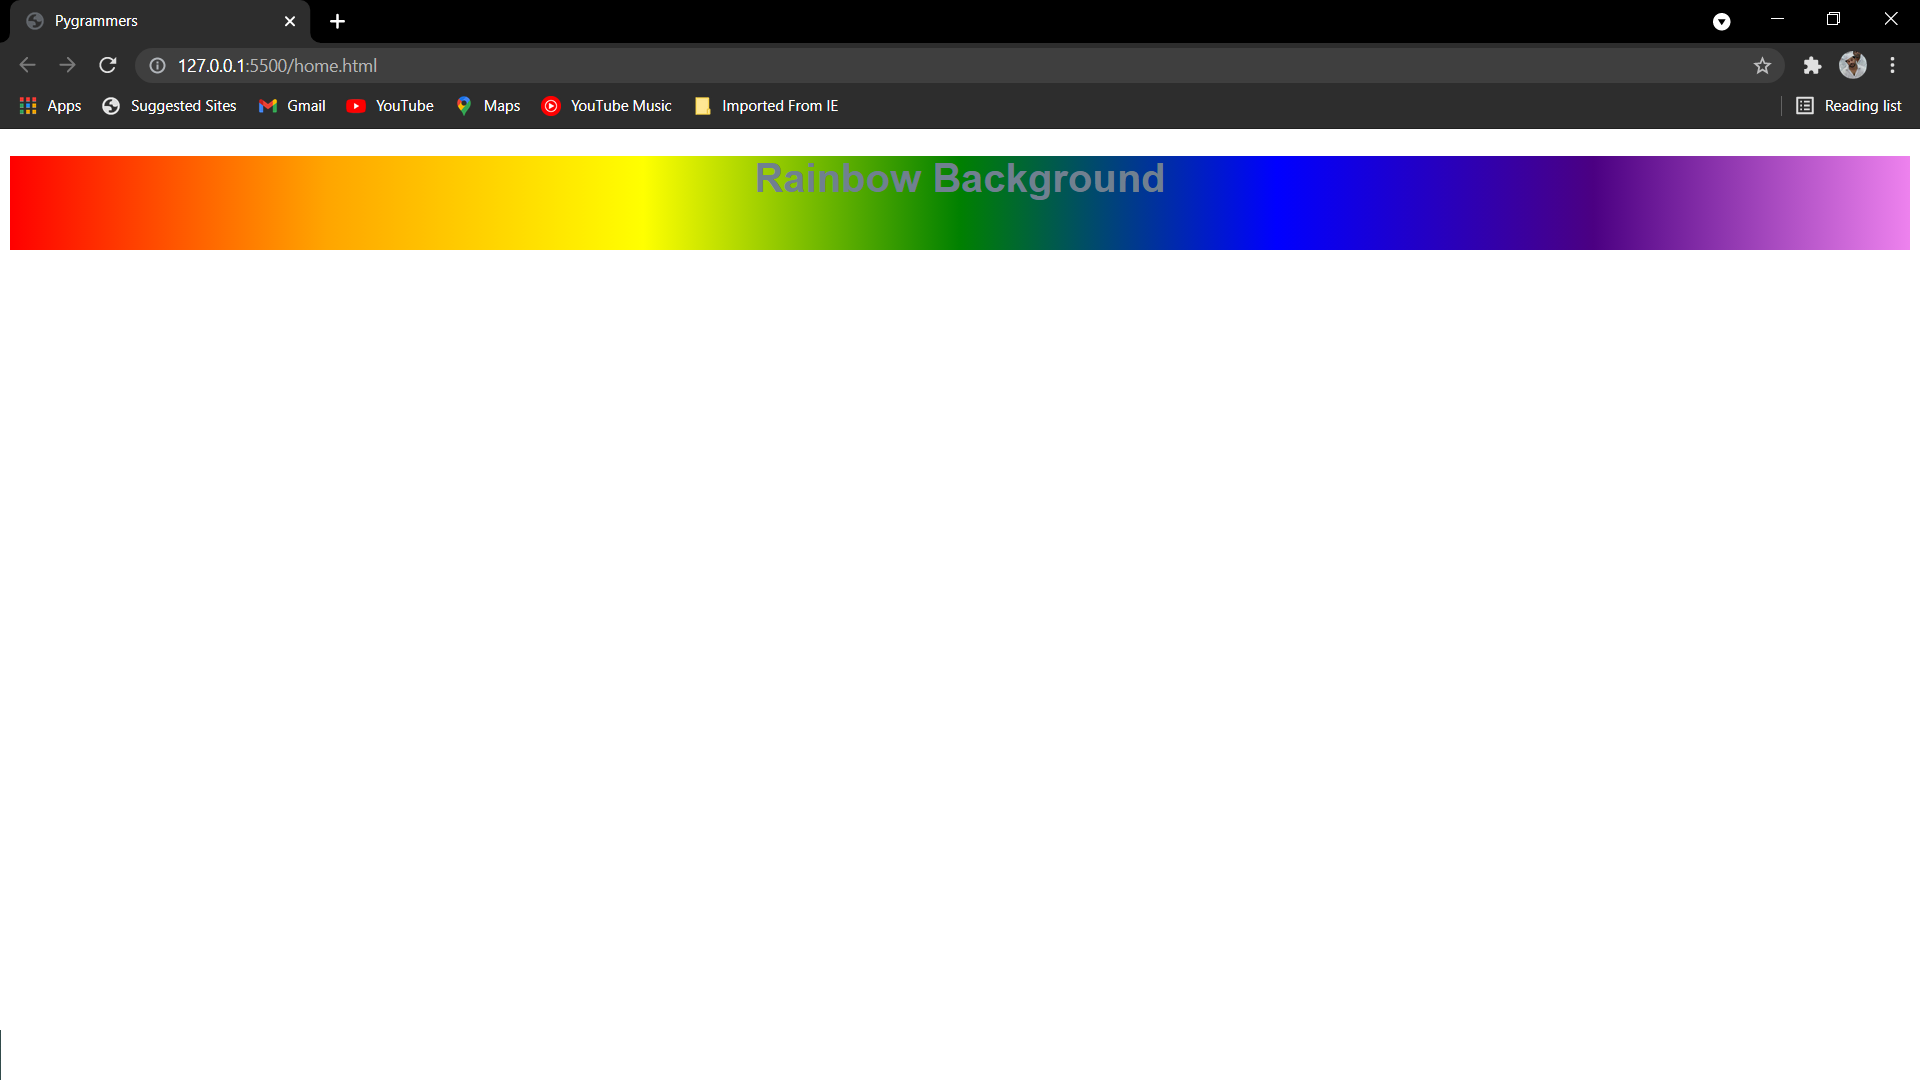 Pygrammers
127.0.0.1:5500/home.html
Apps Suggested Sites Gmail YouTube Maps YouTube Music Imported From IE Reading list
Rainbow Background